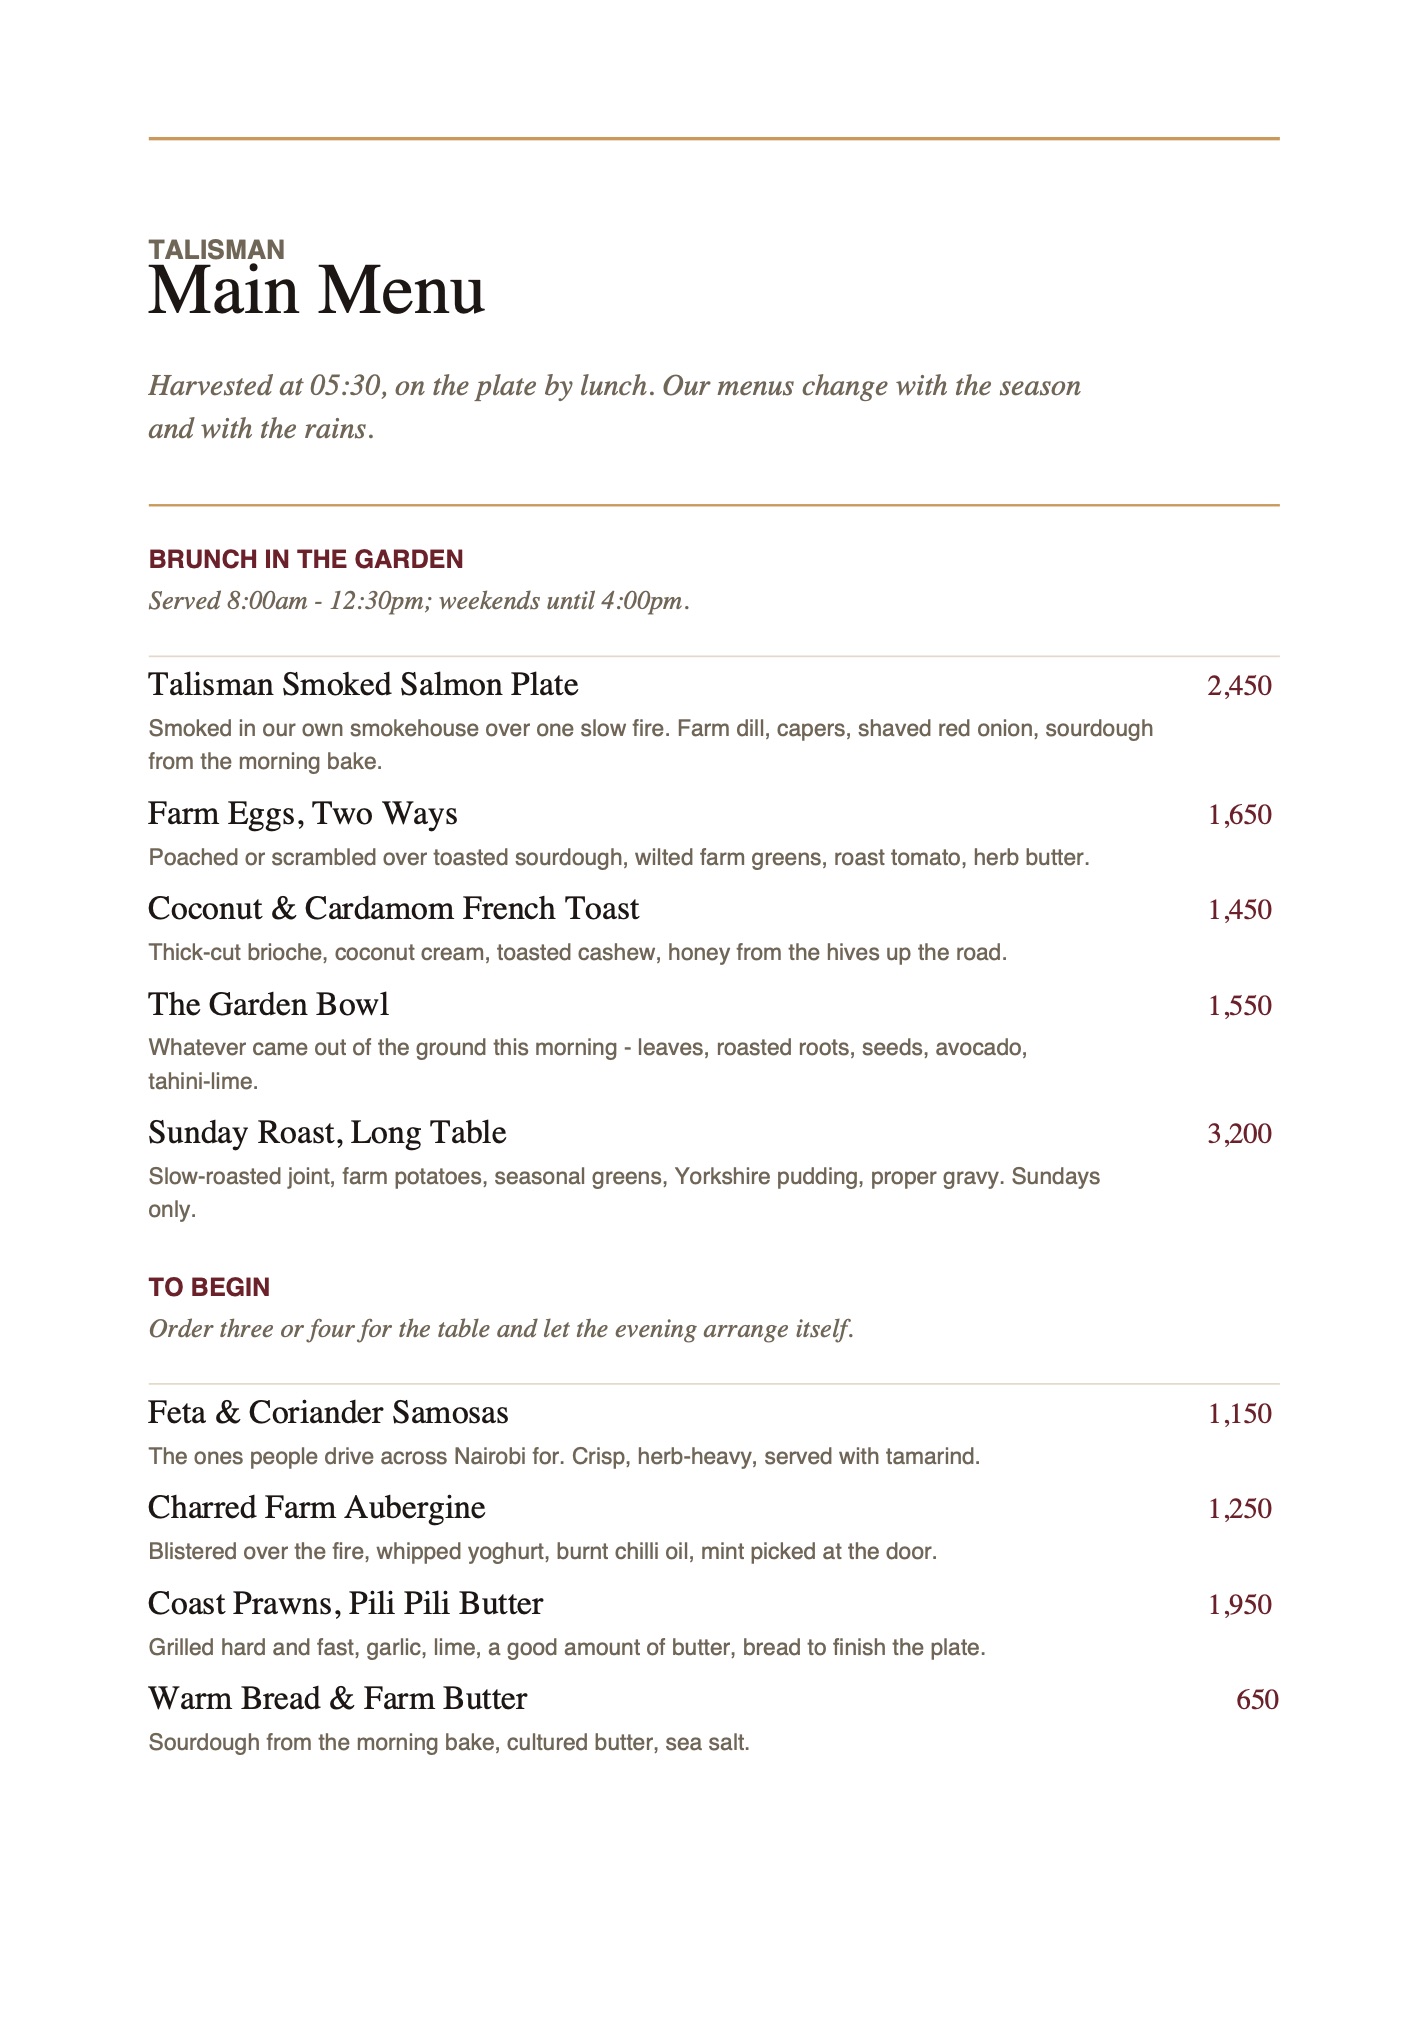 TALISMAN
Main Menu
Harvested at 05:30, on the plate by lunch. Our menus change with the season
and with the rains.
BRUNCH IN THE GARDEN
Served 8:00am - 12:30pm; weekends until 4:00pm.
Talisman Smoked Salmon Plate 2,450
Smoked in our own smokehouse over one slow fire. Farm dill, capers, shaved red onion, sourdough
from the morning bake.
Farm Eggs, Two Ways 1,650
Poached or scrambled over toasted sourdough, wilted farm greens, roast tomato, herb butter.
Coconut & Cardamom French Toast 1,450
Thick-cut brioche, coconut cream, toasted cashew, honey from the hives up the road.
The Garden Bowl 1,550
Whatever came out of the ground this morning - leaves, roasted roots, seeds, avocado,
tahini-lime.
Sunday Roast, Long Table 3,200
Slow-roasted joint, farm potatoes, seasonal greens, Yorkshire pudding, proper gravy. Sundays
only.
TO BEGIN
Order three or four for the table and let the evening arrange itself.
Feta & Coriander Samosas 1,150
The ones people drive across Nairobi for. Crisp, herb-heavy, served with tamarind.
Charred Farm Aubergine 1,250
Blistered over the fire, whipped yoghurt, burnt chilli oil, mint picked at the door.
Coast Prawns, Pili Pili Butter 1,950
Grilled hard and fast, garlic, lime, a good amount of butter, bread to finish the plate.
Warm Bread & Farm Butter 650
Sourdough from the morning bake, cultured butter, sea salt.